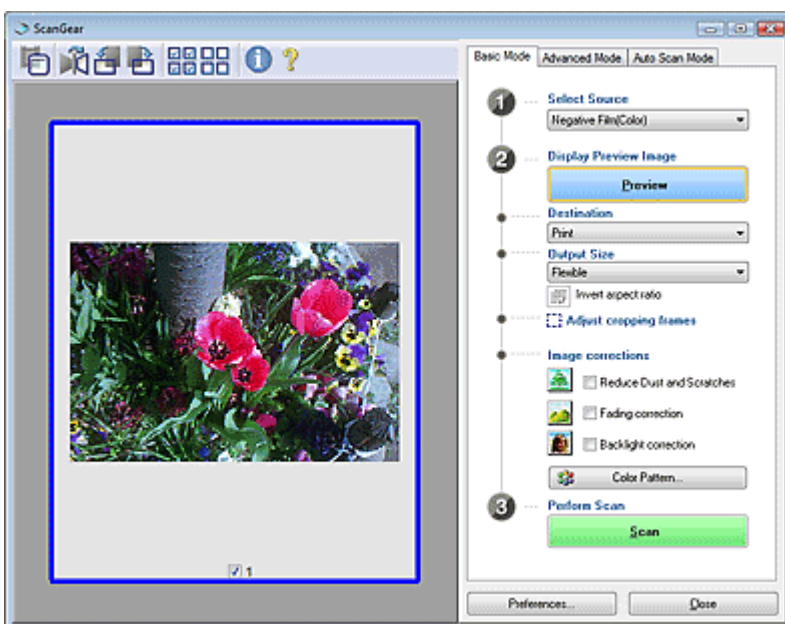 ScanGear
Basic Mode Advanced Mode Auto Scan Mode
1 Select Source
Negative Film(Color)
2 Display Preview Image
Preview
Destination
Print
Output Size
Flexible
Invert aspect ratio
Adjust cropping frames
Image corrections
Reduce Dust and Scratches
Fading correction
Backlight correction
Color Pattern...
3 Perform Scan
Scan
1
Preferences... Close